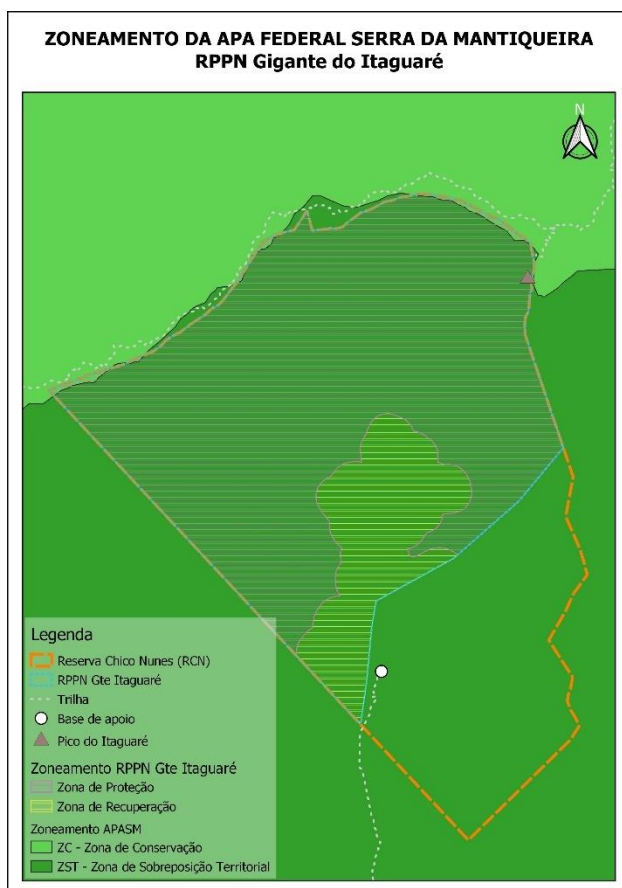 ZONEAMENTO DA APA FEDERAL SERRA DA MANTIQUEIRA
RPPN Gigante do Itaguaré
N
Legenda
Reserva Chico Nunes (RCN)
RPPN Gte Itaguaré
Trilha
Base de apoio
Pico do Itaguaré
Zoneamento RPPN Gte Itaguaré
Zona de Proteção
Zona de Recuperação
Zoneamento APASM
ZC - Zona de Conservação
ZST - Zona de Sobreposição Territorial